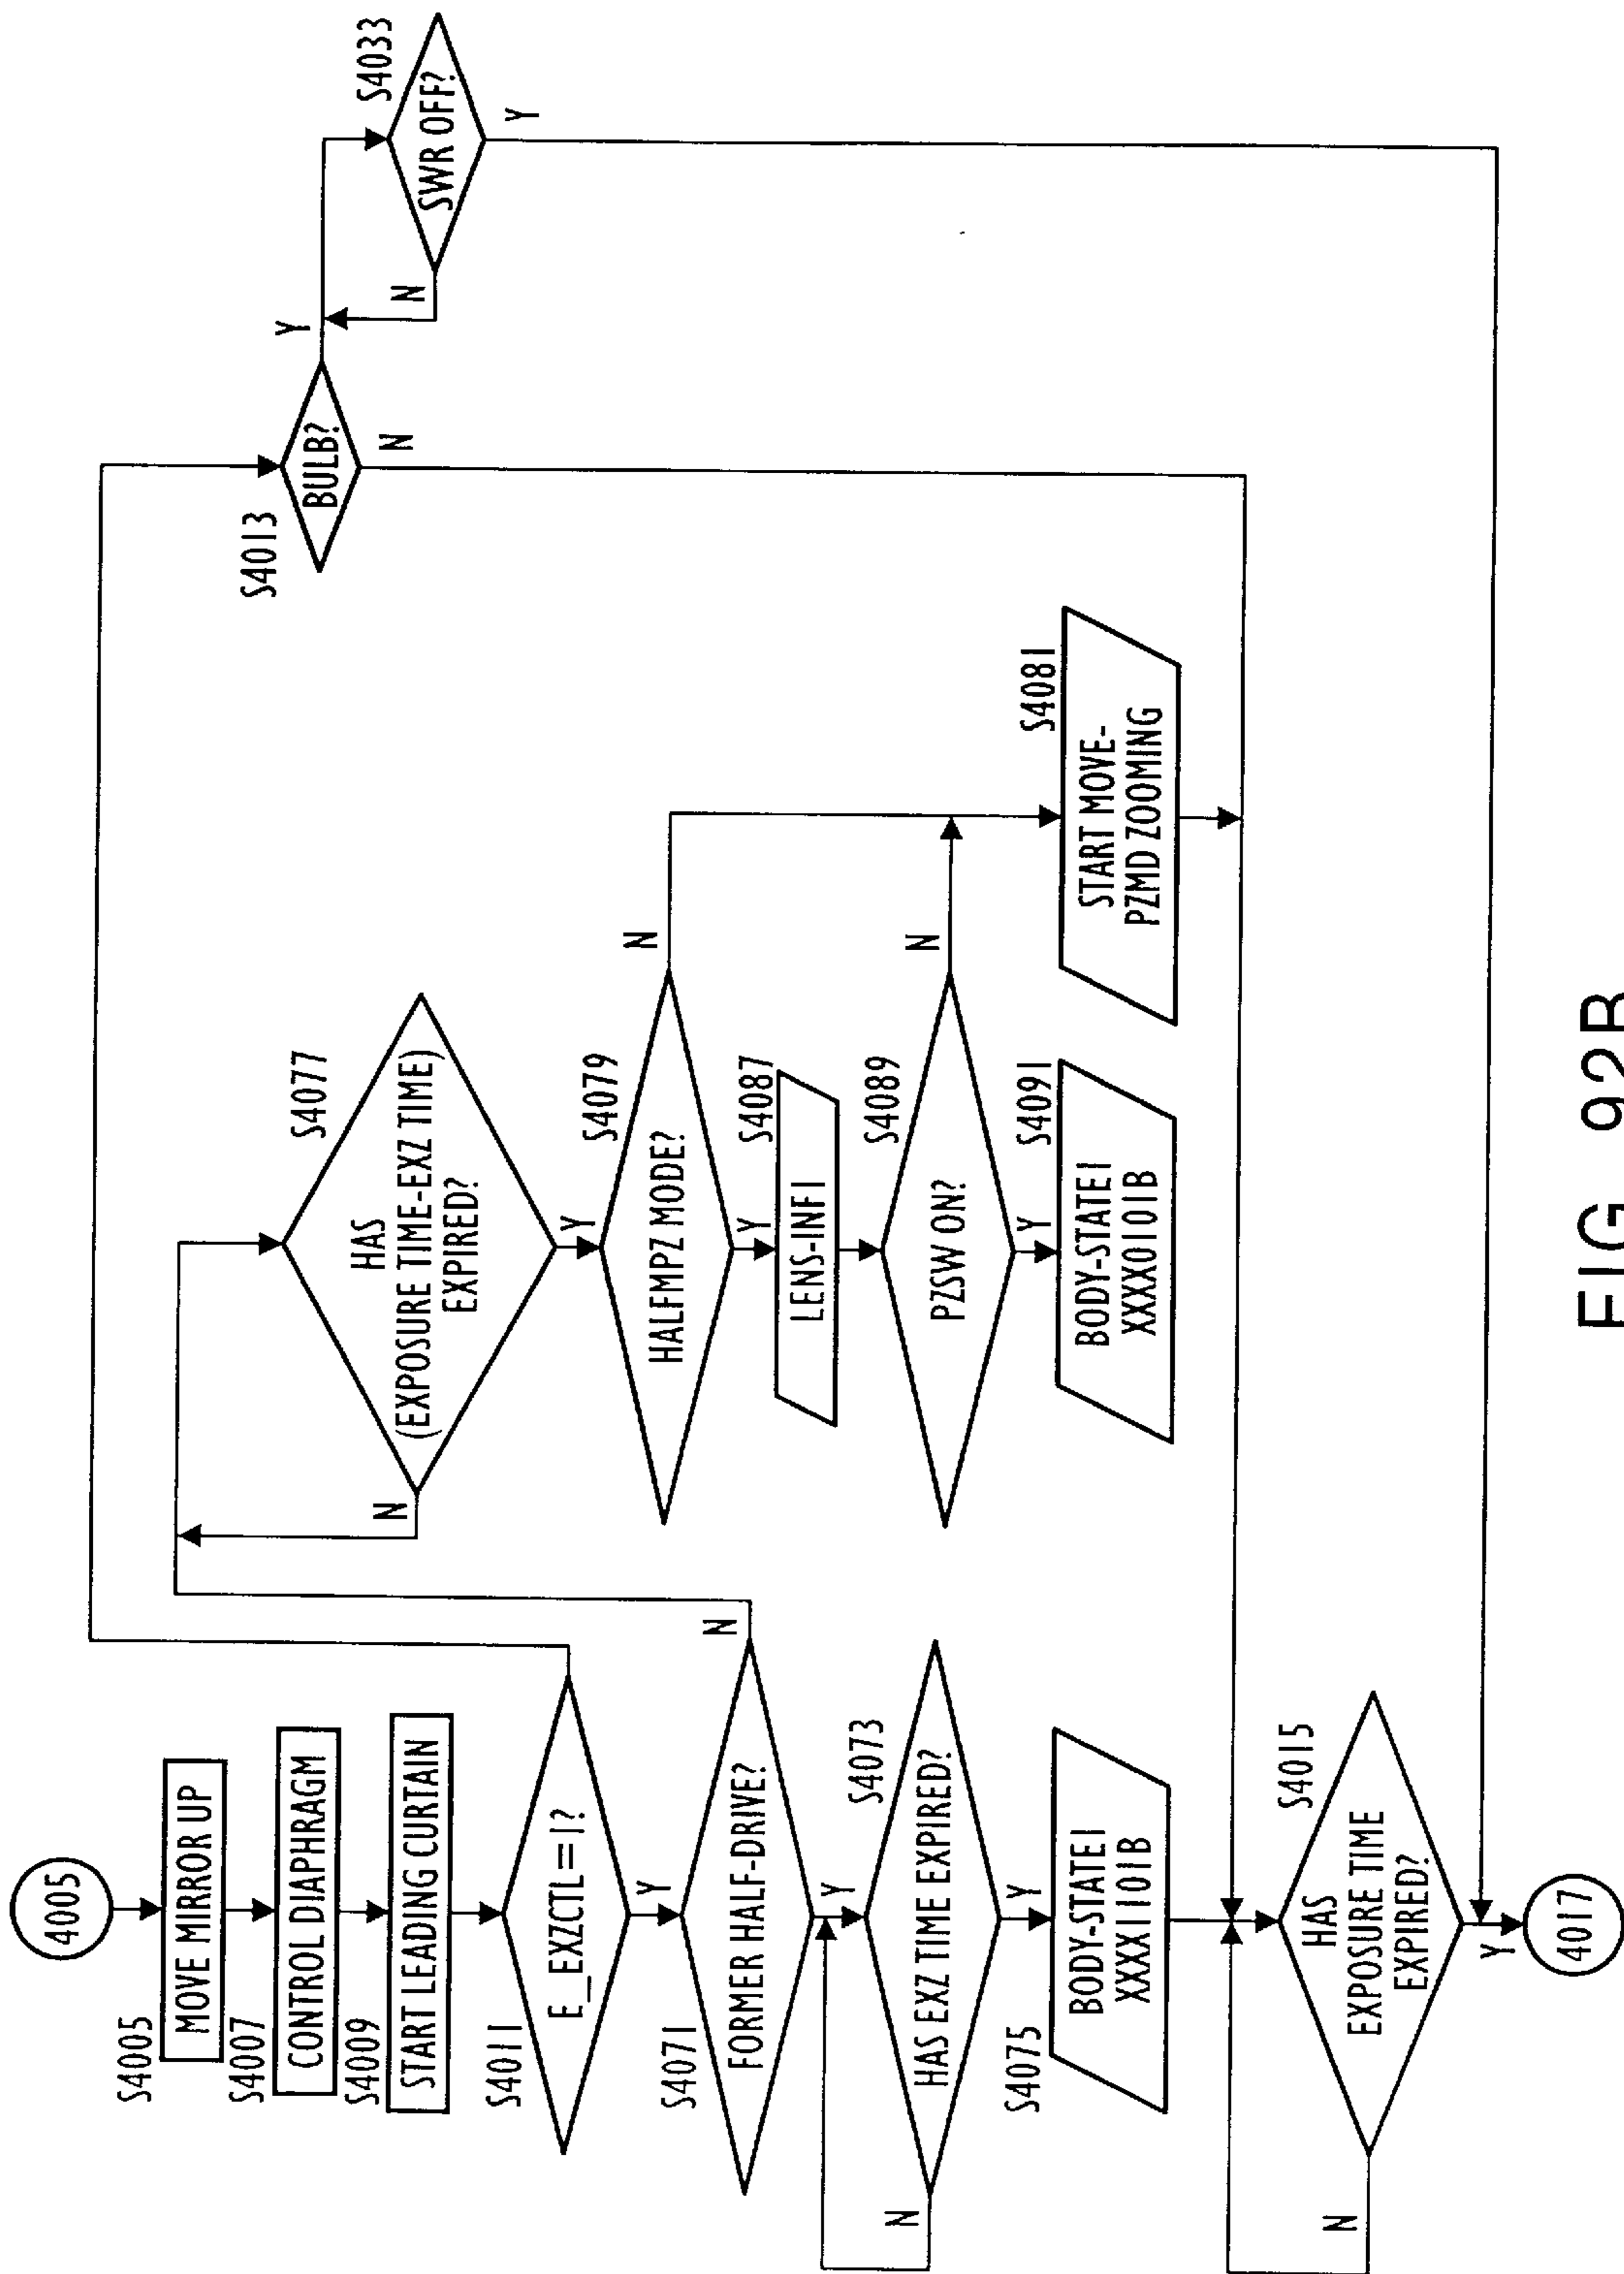 4005
S4005
MOVE MIRROR UP
S4007
CONTROL DIAPHRAGM
S4009
START LEADING CURTAIN
S4011
E_EXZCTL=1?
Y
S4071
FORMER HALF-DRIVE?
N
Y
S4073
HAS EXZ TIME EXPIRED?
N
Y
S4075
BODY-STATE1
XXXX1101B
S4015
HAS
EXPOSURE TIME
EXPIRED?
N
Y
4017
S4077
HAS
(EXPOSURE TIME-EXZ TIME)
EXPIRED?
N
Y
S4079
HALFMPZ MODE?
N
Y
S4087
LENS-INF1
S4089
PZSW ON?
N
Y
S4091
BODY-STATE1
XXXX0101B
S4081
START MOVE-
PZMD ZOOMING
S4013
BULB?
Y
N
S4033
SWR OFF?
N
Y
FIG. 92B